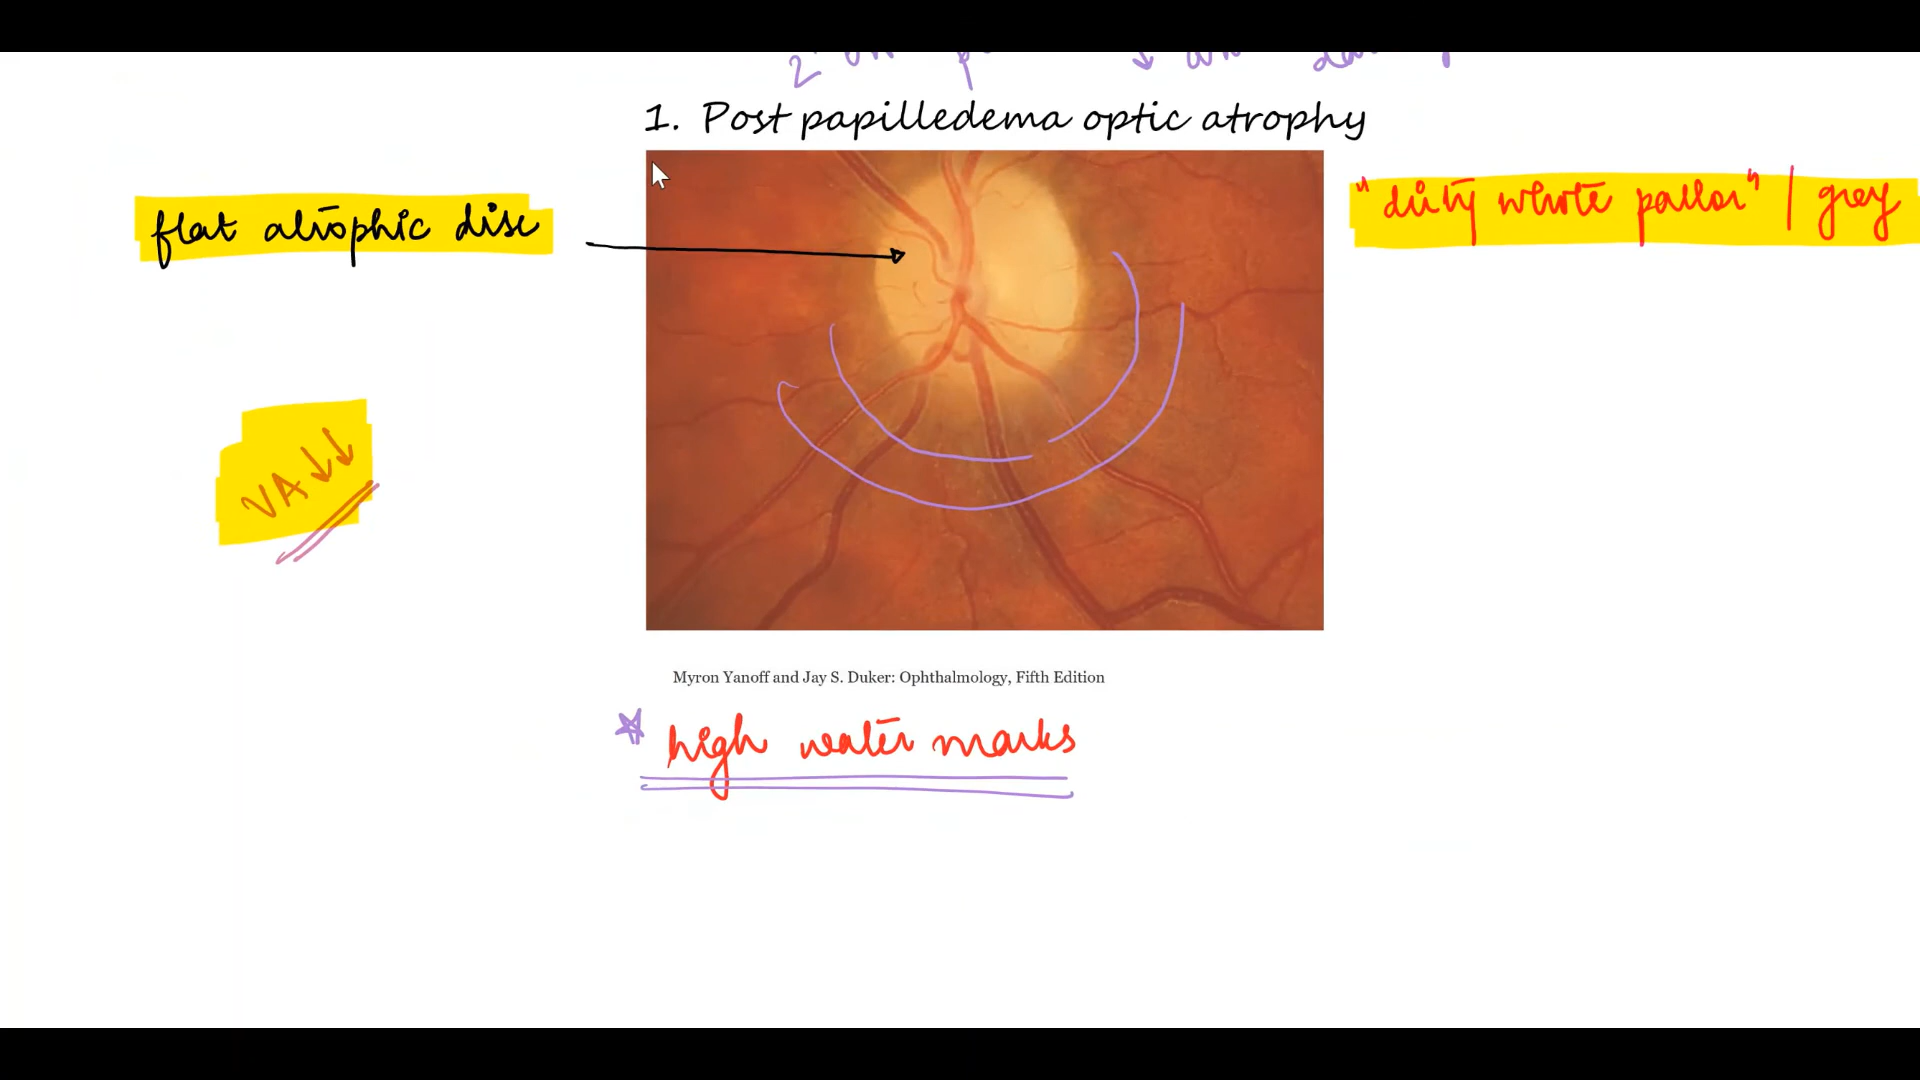 1. Post papilledema optic atrophy
flat atrophic disc
"dirty white pallor" | grey
VA↓↓
Myron Yanoff and Jay S. Duker: Ophthalmology, Fifth Edition
* high water marks